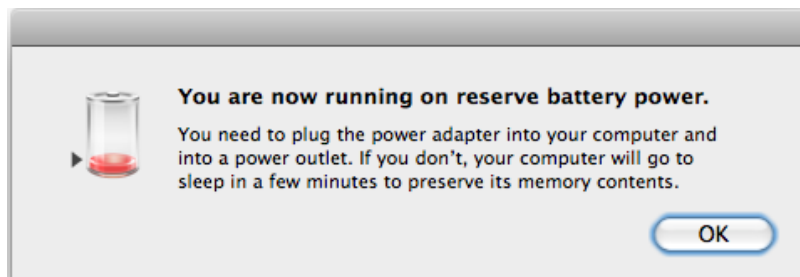 You are now running on reserve battery power.
You need to plug the power adapter into your computer and
into a power outlet. If you don’t, your computer will go to
sleep in a few minutes to preserve its memory contents.
OK